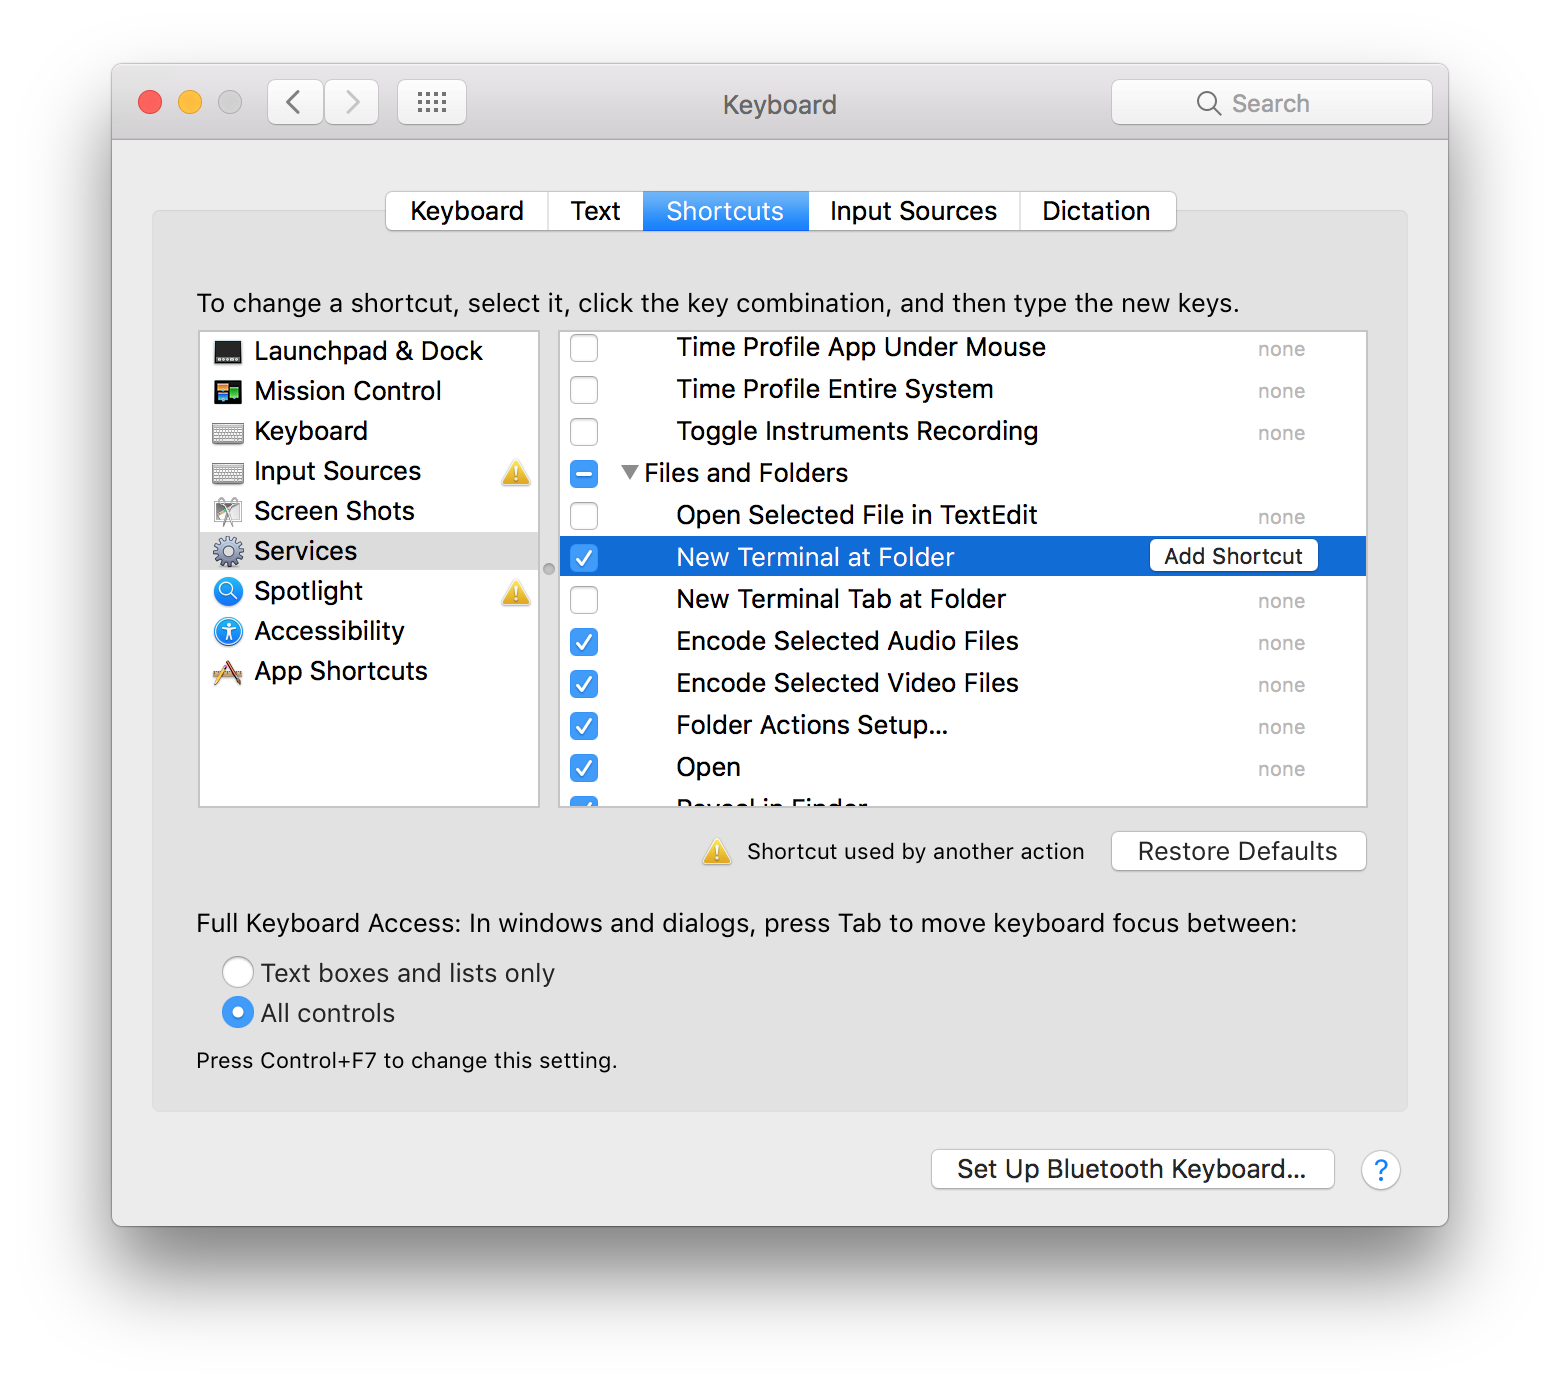 Keyboard
Search
Keyboard
Text
Shortcuts
Input Sources
Dictation
To change a shortcut, select it, click the key combination, and then type the new keys.
Launchpad & Dock
Mission Control
Keyboard
Input Sources
Screen Shots
Services
Spotlight
Accessibility
App Shortcuts
Time Profile App Under Mouse none
Time Profile Entire System none
Toggle Instruments Recording none
Files and Folders
Open Selected File in TextEdit none
New Terminal at Folder Add Shortcut
New Terminal Tab at Folder none
Encode Selected Audio Files none
Encode Selected Video Files none
Folder Actions Setup... none
Open none
Reveal in Finder
Shortcut used by another action
Restore Defaults
Full Keyboard Access: In windows and dialogs, press Tab to move keyboard focus between:
Text boxes and lists only
All controls
Press Control+F7 to change this setting.
Set Up Bluetooth Keyboard...
?